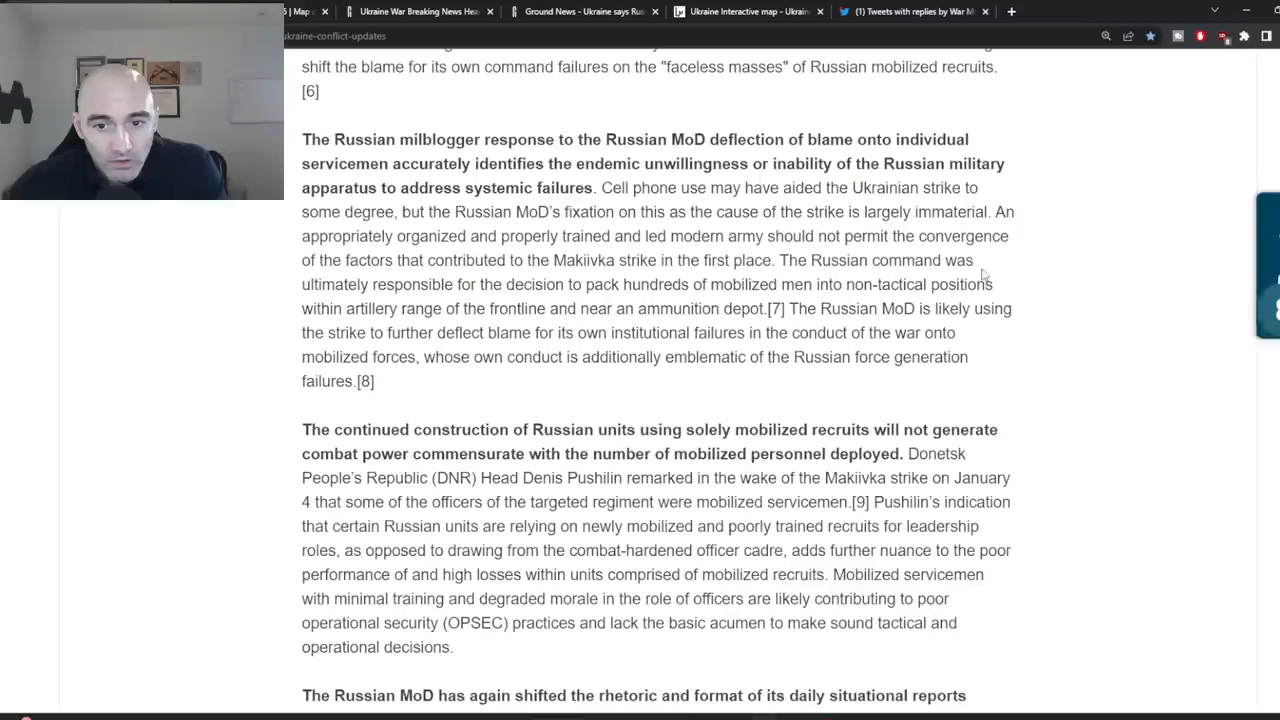 | Map c
Ukraine War Breaking News Hea
Ground News - Ukraine says Rus
Ukraine Interactive map - Ukrain
(1) Tweets with replies by War M
ukraine-conflict-updates
shift the blame for its own command failures on the "faceless masses" of Russian mobilized recruits.
[6]
The Russian milblogger response to the Russian MoD deflection of blame onto individual
servicemen accurately identifies the endemic unwillingness or inability of the Russian military
apparatus to address systemic failures. Cell phone use may have aided the Ukrainian strike to
some degree, but the Russian MoD's fixation on this as the cause of the strike is largely immaterial. An
appropriately organized and properly trained and led modern army should not permit the convergence
of the factors that contributed to the Makiivka strike in the first place. The Russian command was
ultimately responsible for the decision to pack hundreds of mobilized men into non-tactical positions
within artillery range of the frontline and near an ammunition depot.[7] The Russian MoD is likely using
the strike to further deflect blame for its own institutional failures in the conduct of the war onto
mobilized forces, whose own conduct is additionally emblematic of the Russian force generation
failures.[8]
The continued construction of Russian units using solely mobilized recruits will not generate
combat power commensurate with the number of mobilized personnel deployed. Donetsk
People's Republic (DNR) Head Denis Pushilin remarked in the wake of the Makiivka strike on January
4 that some of the officers of the targeted regiment were mobilized servicemen.[9] Pushilin's indication
that certain Russian units are relying on newly mobilized and poorly trained recruits for leadership
roles, as opposed to drawing from the combat-hardened officer cadre, adds further nuance to the poor
performance of and high losses within units comprised of mobilized recruits. Mobilized servicemen
with minimal training and degraded morale in the role of officers are likely contributing to poor
operational security (OPSEC) practices and lack the basic acumen to make sound tactical and
operational decisions.
The Russian MoD has again shifted the rhetoric and format of its daily situational reports